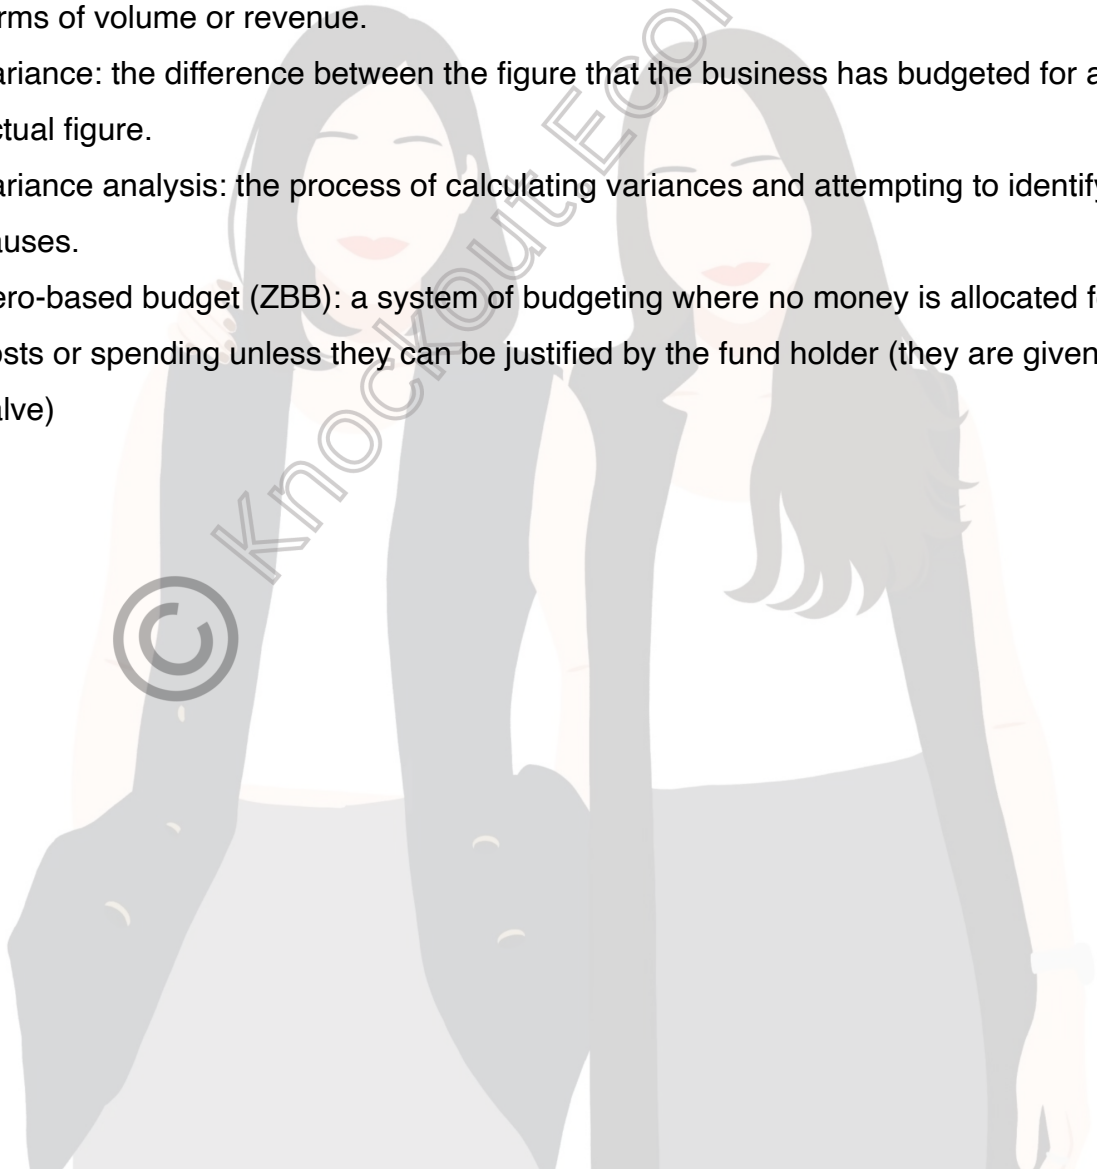 rms of volume or revenue.
ariance: the difference between the figure that the business has budgeted for a
ctual figure.
ariance analysis: the process of calculating variances and attempting to identify
auses.
ero-based budget (ZBB): a system of budgeting where no money is allocated f
osts or spending unless they can be justified by the fund holder (they are given
alve)
© Knockout Eco